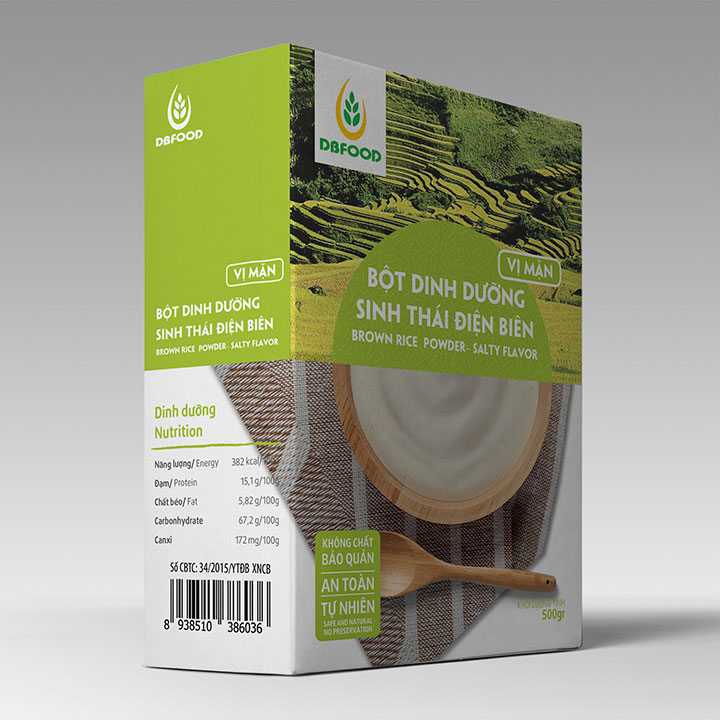 DBFOOD
VỊ MẶN
BỘT DINH DƯỠNG
SINH THÁI ĐIỆN BIÊN
BROWN RICE POWDER- SALTY FLAVOR
Dinh dưỡng
Nutrition
Năng lượng/ Energy 382 kcal/
Đạm/ Protein 15,1 g/100g
Chất béo/ Fat 5,82 g/100g
Carbonhydrate 67,2 g/100g
Canxi 172 mg/100g
Số CBTC: 34/2015/YTĐB XNCB
8 938510 386036
DBFOOD
VỊ MẶN
BỘT DINH DƯỠNG
SINH THÁI ĐIỆN BIÊN
BROWN RICE POWDER- SALTY FLAVOR
KHÔNG CHẤT
BẢO QUẢN
AN TOÀN
TỰ NHIÊN
SAFE AND NATURAL
NO PRESERVATION
KHỐI LƯỢNG TỊNH
500gr